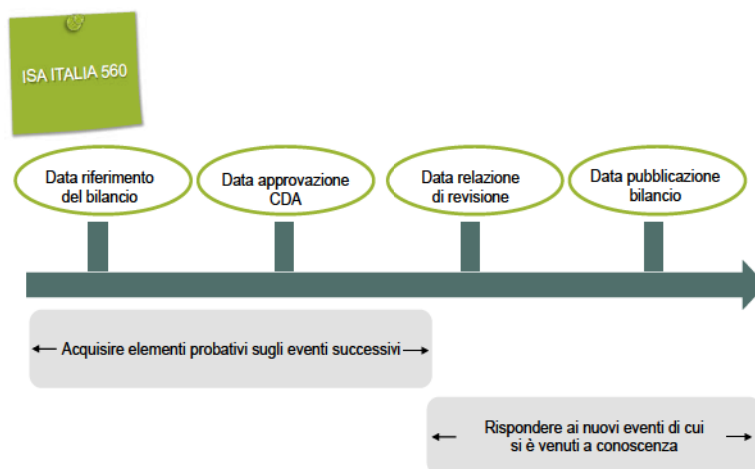 ISA ITALIA 560
Data riferimento
del bilancio
Data approvazione
CDA
Data relazione
di revisione
Data pubblicazione
bilancio
Acquisire elementi probativi sugli eventi successivi
Rispondere ai nuovi eventi di cui
si è venuti a conoscenza